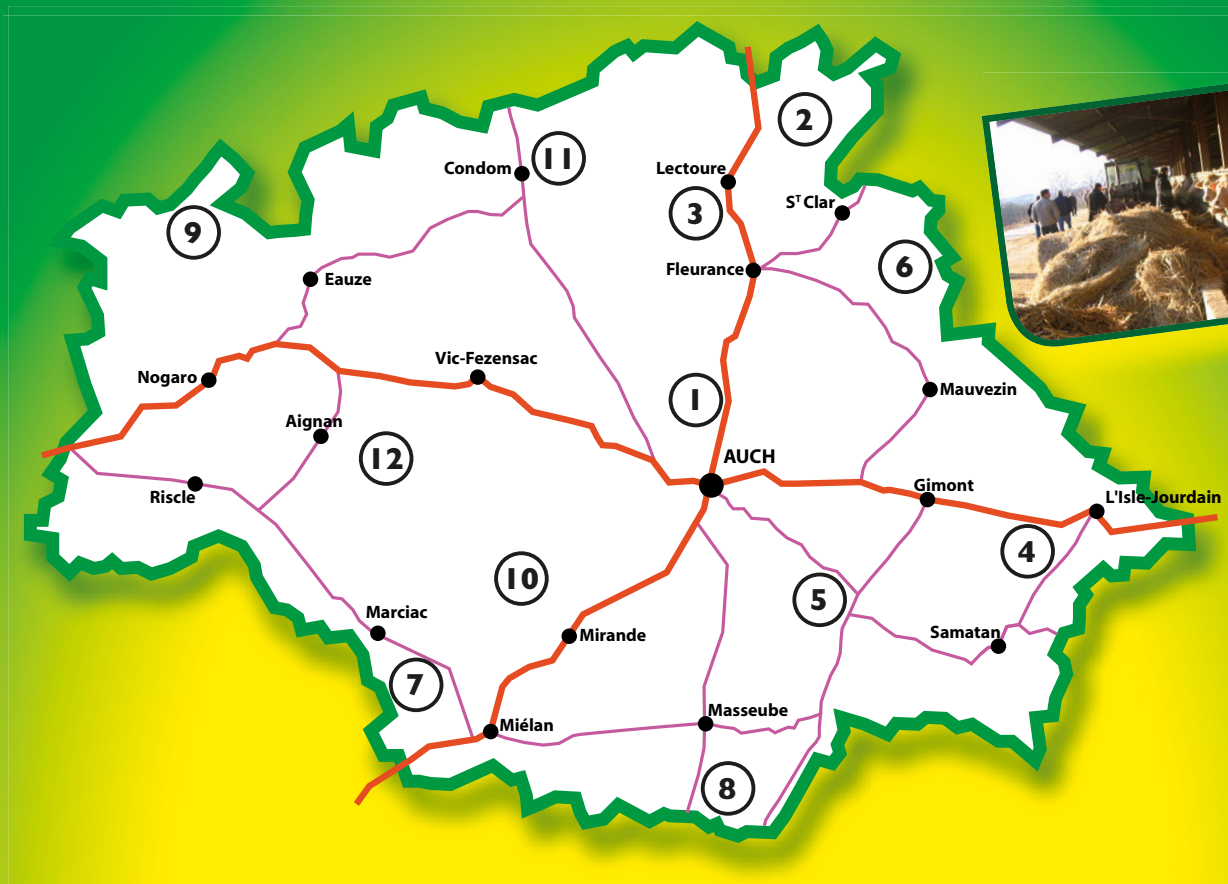 2
11
Condom
Lectoure
3
Sᵀ Clar
9
6
Fleurance
Eauze
Vic-Fezensac
Nogaro
Mauvezin
1
Aignan
12
AUCH
Riscle
Gimont
L'Isle-Jourdain
4
10
5
Marciac
Mirande
Samatan
7
Masseube
Miélan
8